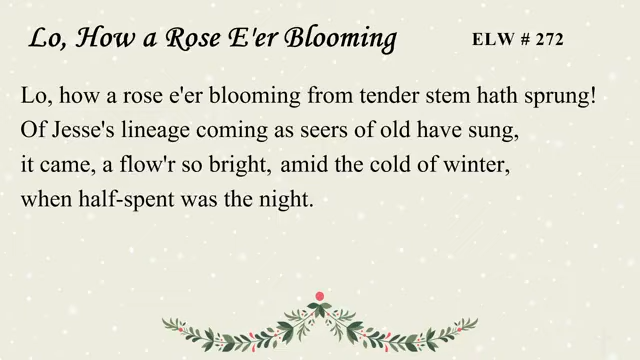 Lo, How a Rose E'er Blooming ELW # 272
Lo, how a rose e'er blooming from tender stem hath sprung!
Of Jesse's lineage coming as seers of old have sung,
it came, a flow'r so bright, amid the cold of winter,
when half-spent was the night.